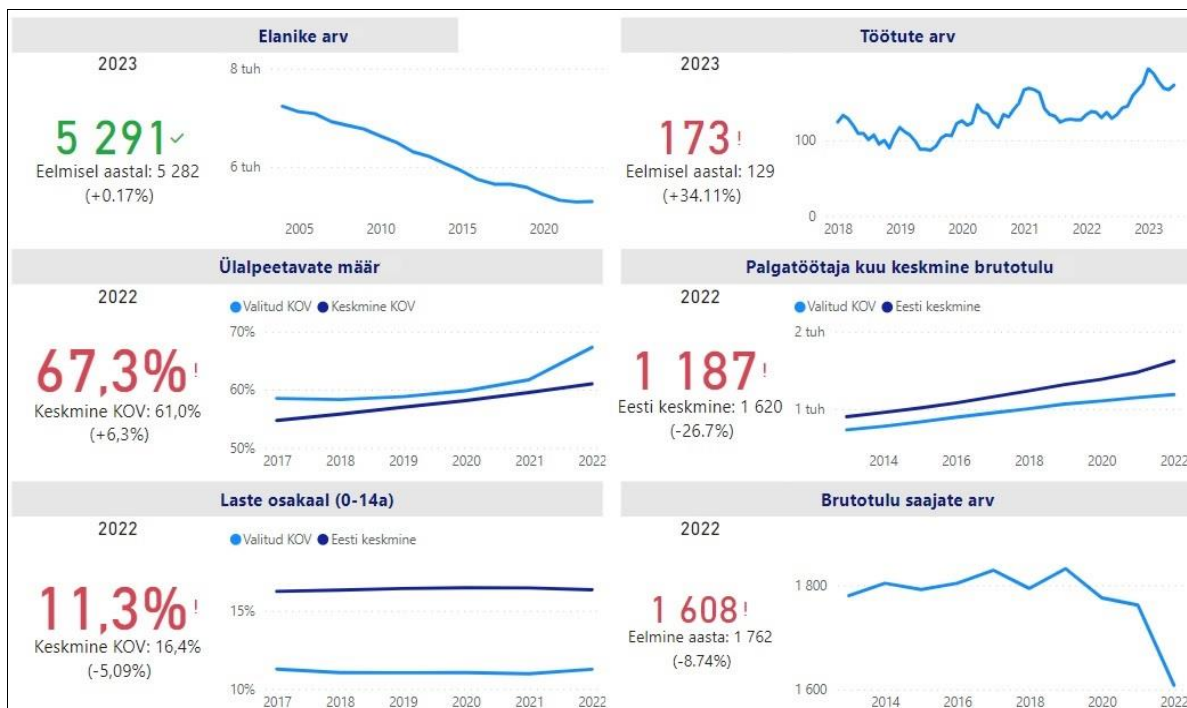 Elanike arv
2023
5 291
Eelmisel aastal: 5 282
(+0.17%)
8 tuh
6 tuh
2005 2010 2015 2020
Töötute arv
2023
173!
Eelmisel aastal: 129
(+34.11%)
100
0
2018 2019 2020 2021 2022 2023
Ülalpeetavate määr
2022
67,3%!
Keskmine KOV: 61,0%
(+6,3%)
Valitud KOV Keskmine KOV
70%
60%
50%
2017 2018 2019 2020 2021 2022
Palgatöötaja kuu keskmine brutotulu
2022
1 187!
Eesti keskmine: 1 620
(-26.7%)
Valitud KOV Eesti keskmine
2 tuh
1 tuh
2014 2016 2018 2020 2022
Laste osakaal (0-14a)
2022
11,3%!
Keskmine KOV: 16,4%
(-5,09%)
Valitud KOV Eesti keskmine
15%
10%
2017 2018 2019 2020 2021 2022
Brutotulu saajate arv
2022
1 608!
Eelmine aasta: 1 762
(-8.74%)
1 800
1 600
2014 2016 2018 2020 2022